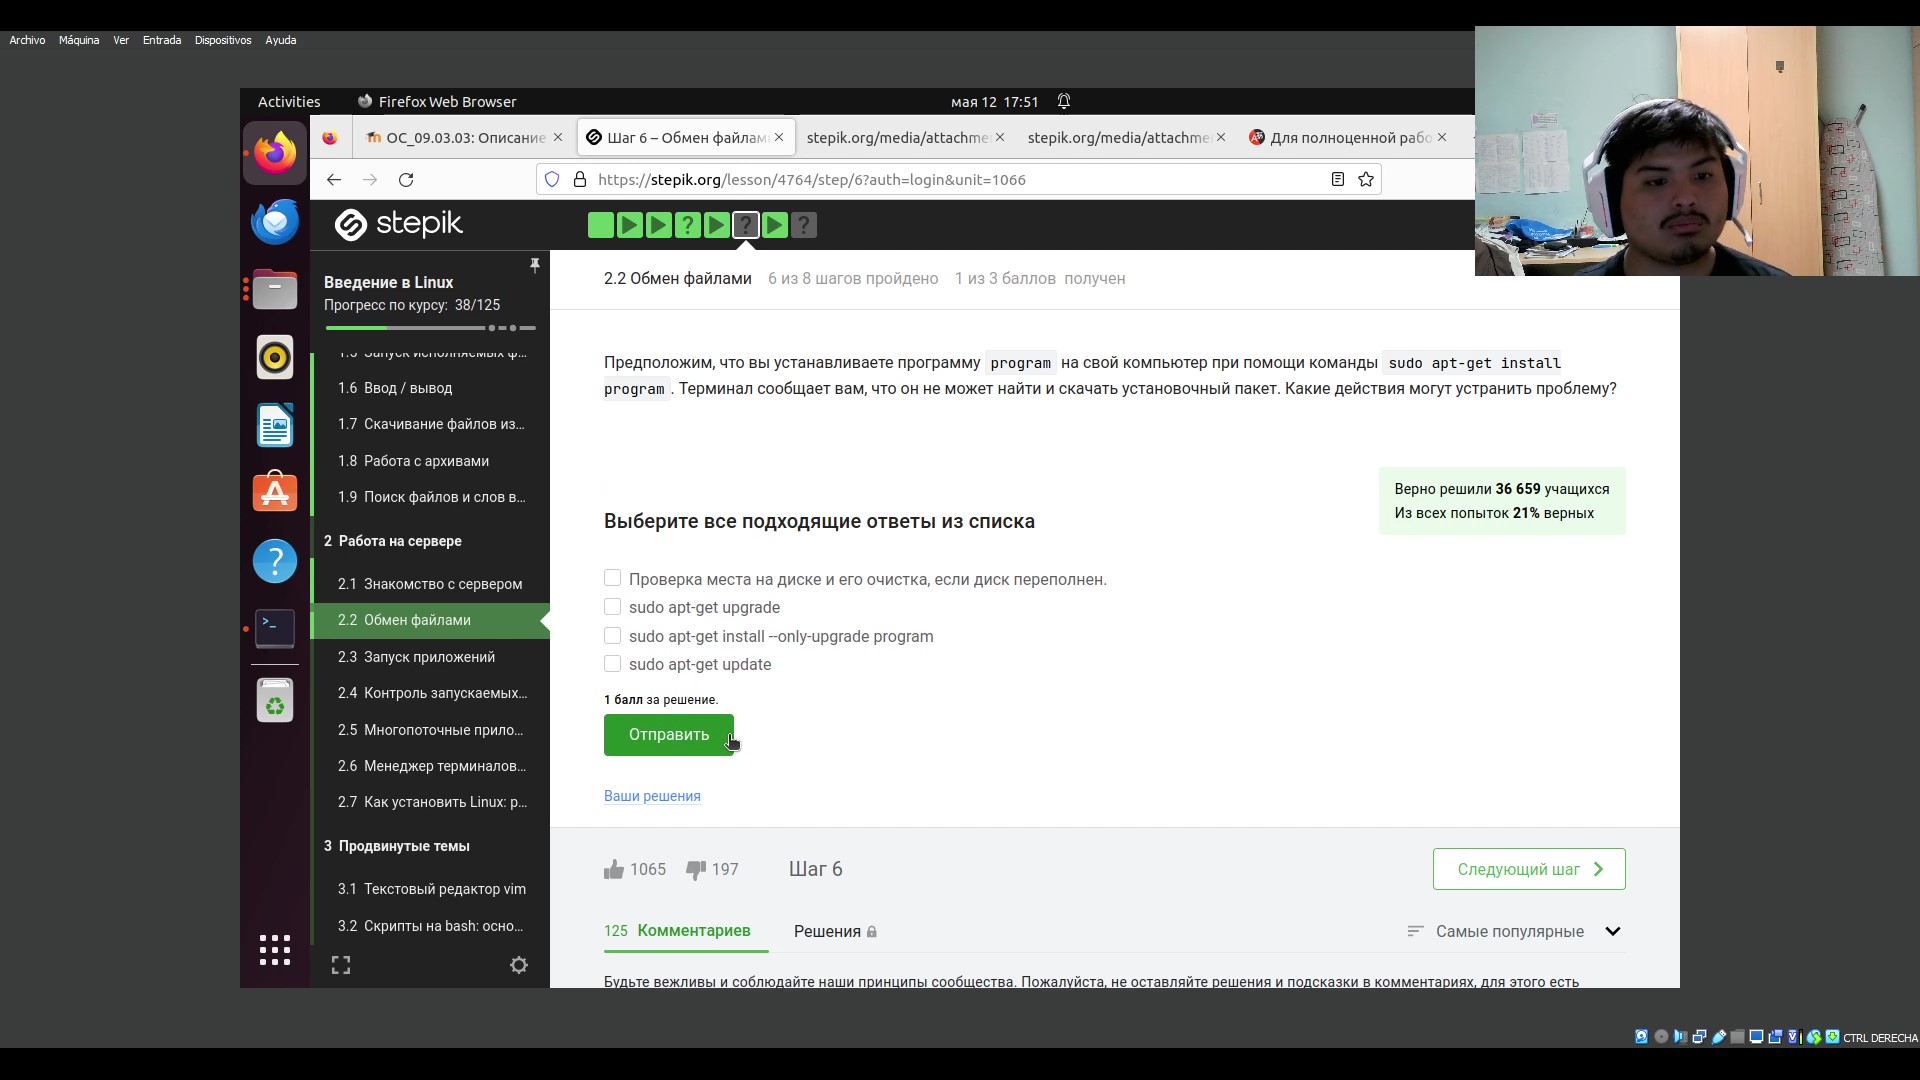 Archivo Máquina Ver Entrada Dispositivos Ayuda
Activities Firefox Web Browser мая 12 17:51
ОС_09.03.03: Описание Шаг 6 – Обмен файлам stepik.org/media/attachme stepik.org/media/attachme Для полноценной рабо
https://stepik.org/lesson/4764/step/6?auth=login&unit=1066
stepik
Введение в Linux
Прогресс по курсу: 38/125
1.5 Запуск исполняемых ф...
1.6 Ввод / вывод
1.7 Скачивание файлов из...
1.8 Работа с архивами
1.9 Поиск файлов и слов в...
2 Работа на сервере
2.1 Знакомство с сервером
2.2 Обмен файлами
2.3 Запуск приложений
2.4 Контроль запускаемых...
2.5 Многопоточные прило...
2.6 Менеджер терминалов...
2.7 Как установить Linux: р...
3 Продвинутые темы
3.1 Текстовый редактор vim
3.2 Скрипты на bash: осно...
2.2 Обмен файлами 6 из 8 шагов пройдено 1 из 3 баллов получен
Предположим, что вы устанавливаете программу program на свой компьютер при помощи команды sudo apt-get install
program. Терминал сообщает вам, что он не может найти и скачать установочный пакет. Какие действия могут устранить проблему?
Верно решили 36 659 учащихся
Из всех попыток 21% верных
Выберите все подходящие ответы из списка
Проверка места на диске и его очистка, если диск переполнен.
sudo apt-get upgrade
sudo apt-get install --only-upgrade program
sudo apt-get update
1 балл за решение.
Отправить
Ваши решения
1065 197 Шаг 6 Следующий шаг
125 Комментариев Решения Самые популярные
Будьте вежливы и соблюдайте наши принципы сообщества. Пожалуйста, не оставляйте решения и подсказки в комментариях, для этого есть
CTRL DERECHA